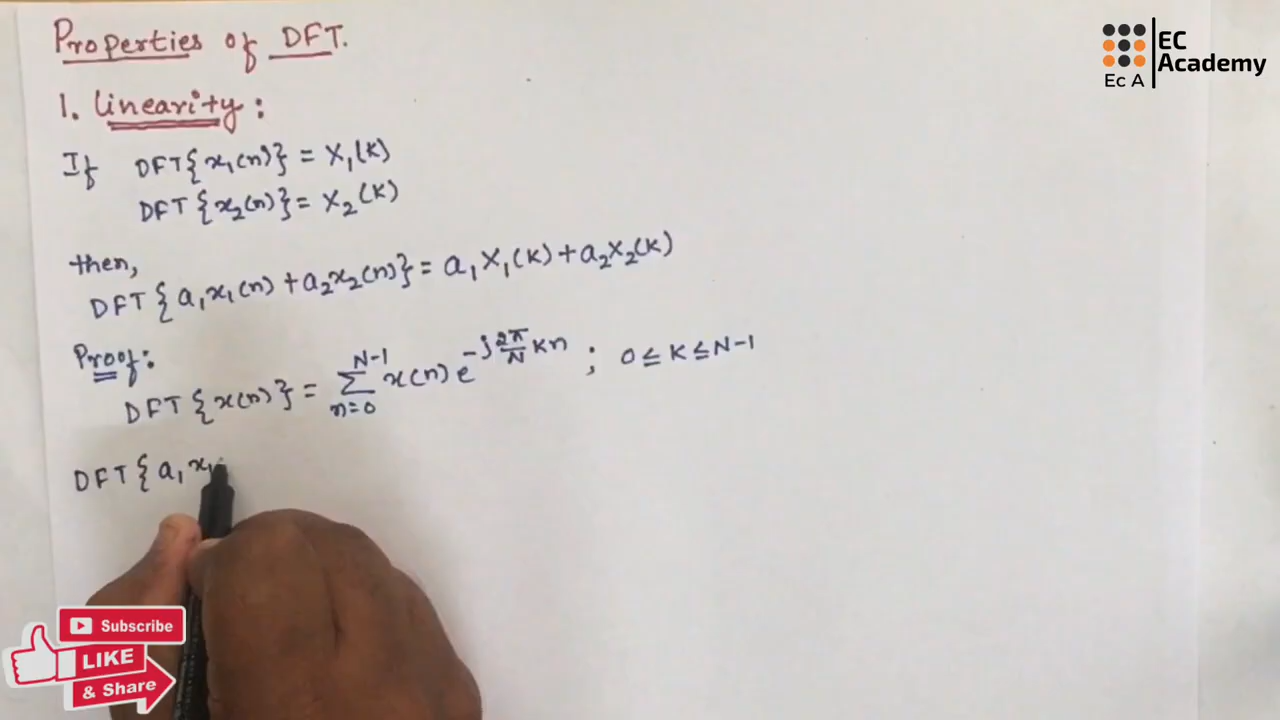 Properties of DFT.
EC Academy
Ec A
1. Linearity:
If DFT{x₁(n)} = X₁(K)
DFT{x₂(n)} = X₂(K)
then,
DFT{a₁x₁(n) + a₂x₂(n)} = a₁X₁(K) + a₂X₂(K)
Proof:
DFT{x(n)} = ∑_{n=0}^{N-1} x(n) e^{-j 2π/N Kn} ; 0 ≤ K ≤ N-1
DFT{a₁x₁
Subscribe
LIKE
& Share